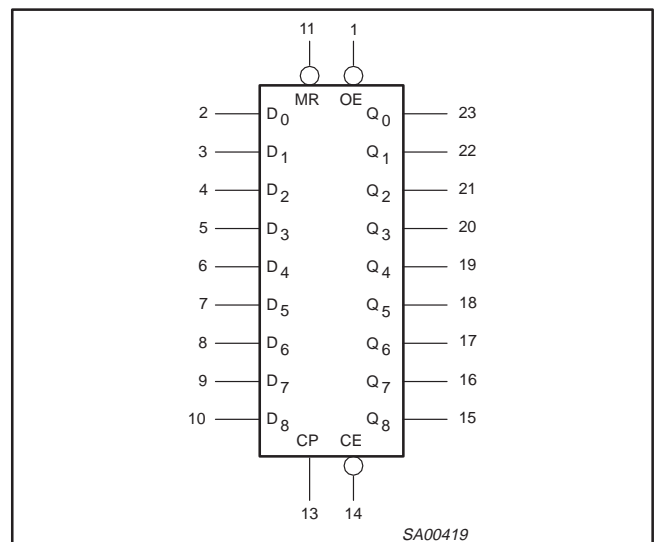 11 1
MR OE
2 D0 Q0 23
3 D1 Q1 22
4 D2 Q2 21
5 D3 Q3 20
6 D4 Q4 19
7 D5 Q5 18
8 D6 Q6 17
9 D7 Q7 16
10 D8 Q8 15
CP CE
13 14
SA00419